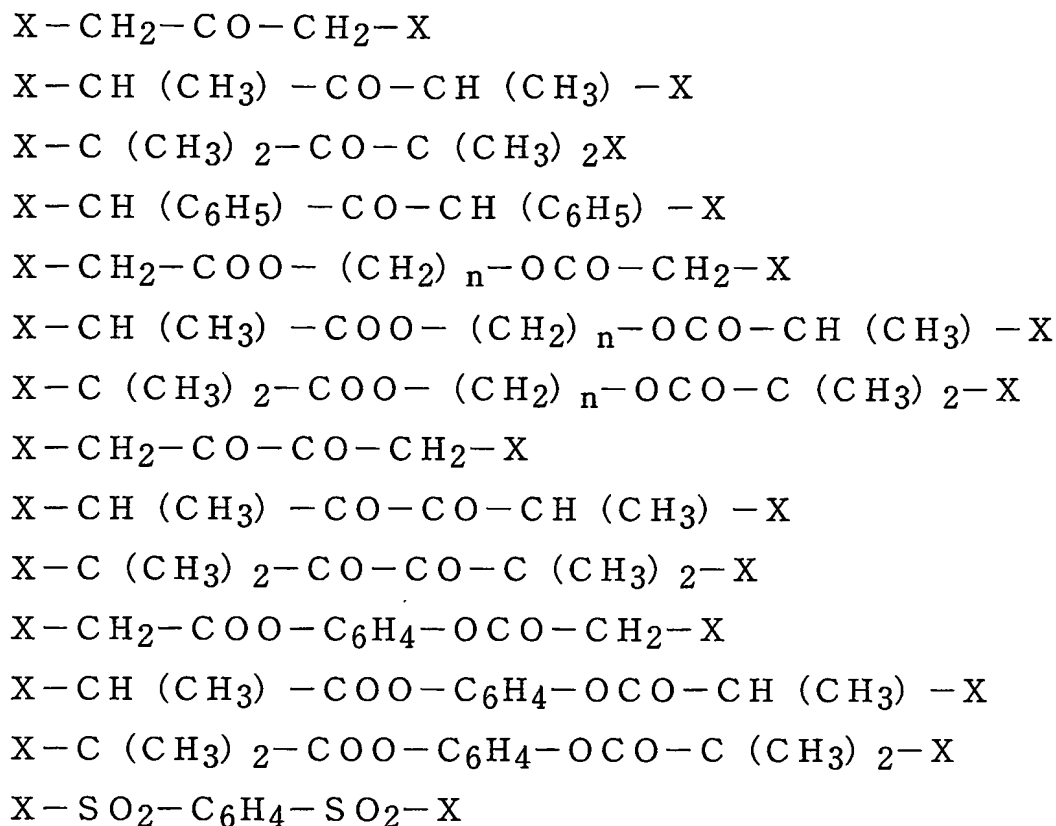 X-CH2-CO-CH2-X
X-CH (CH3) -CO-CH (CH3) -X
X-C (CH3) 2-CO-C (CH3) 2X
X-CH (C6H5) -CO-CH (C6H5) -X
X-CH2-COO- (CH2) n-OCO-CH2-X
X-CH (CH3) -COO- (CH2) n-OCO-CH (CH3) -X
X-C (CH3) 2-COO- (CH2) n-OCO-C (CH3) 2-X
X-CH2-CO-CO-CH2-X
X-CH (CH3) -CO-CO-CH (CH3) -X
X-C (CH3) 2-CO-CO-C (CH3) 2-X
X-CH2-COO-C6H4-OCO-CH2-X
X-CH (CH3) -COO-C6H4-OCO-CH (CH3) -X
X-C (CH3) 2-COO-C6H4-OCO-C (CH3) 2-X
X-SO2-C6H4-SO2-X